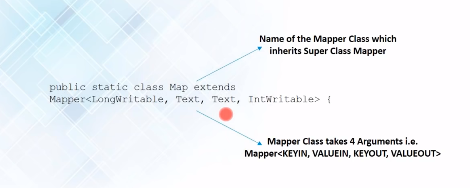 Name of the Mapper Class which
inherits Super Class Mapper
public static class Map extends
Mapper<LongWritable, Text, Text, IntWritable> {
Mapper Class takes 4 Arguments i.e.
Mapper<KEYIN, VALUEIN, KEYOUT, VALUEOUT>